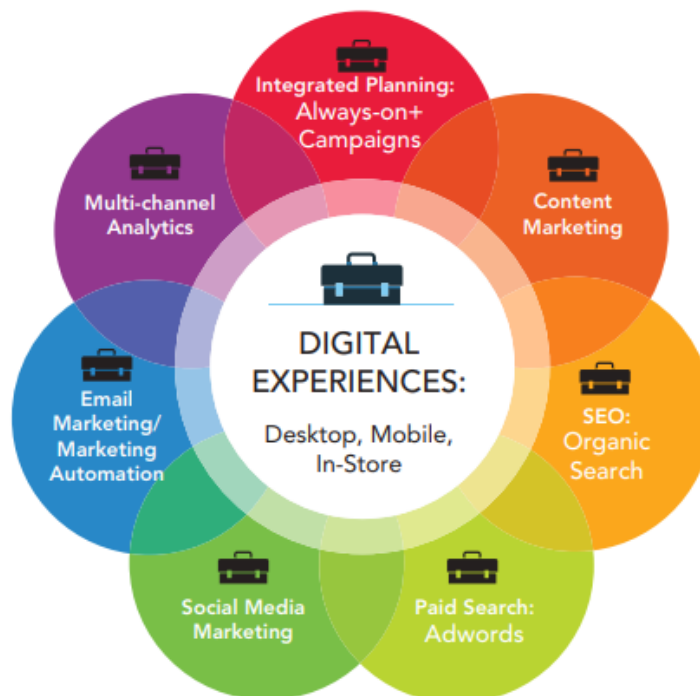 Integrated Planning:
Always-on+
Campaigns
Content
Marketing
SEO:
Organic
Search
Paid Search:
Adwords
Social Media
Marketing
Email
Marketing/
Marketing
Automation
Multi-channel
Analytics
DIGITAL
EXPERIENCES:
Desktop, Mobile,
In-Store